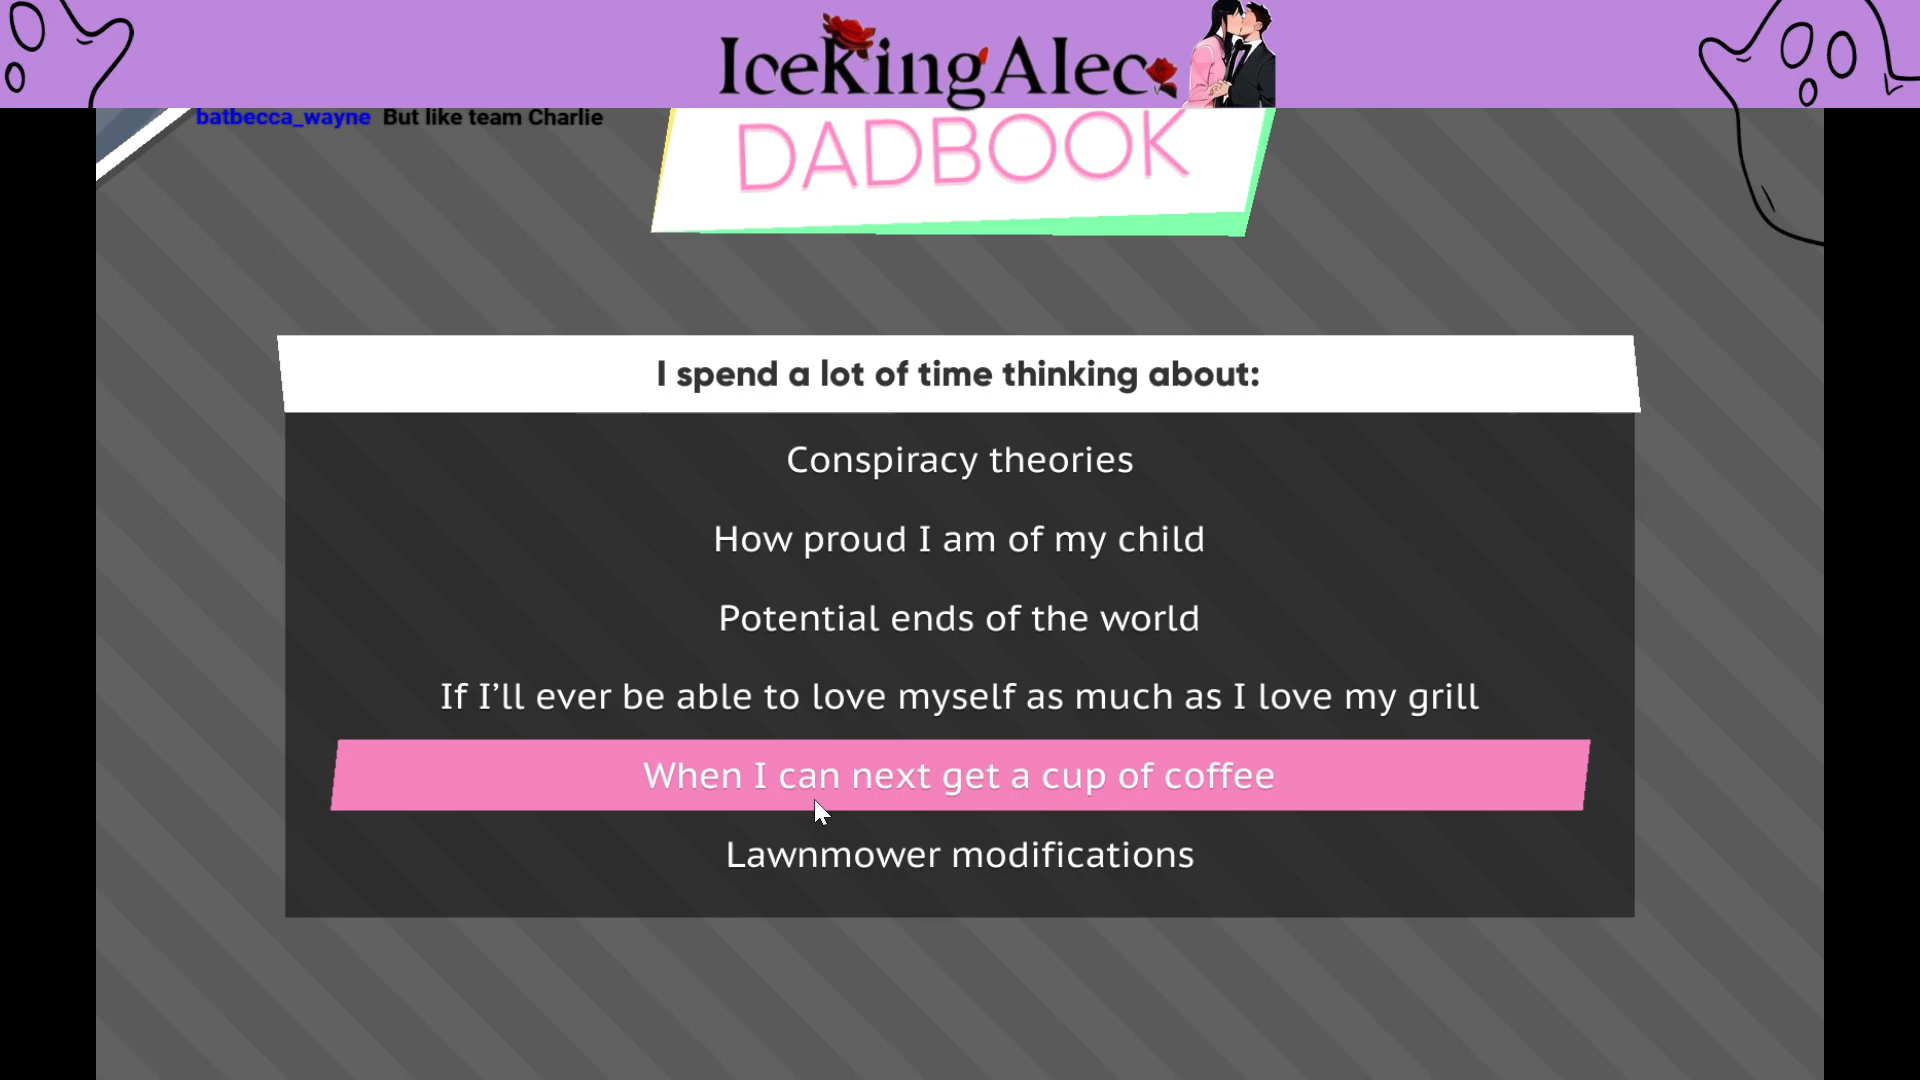 IceKingAlec
batbecca_wayne But like team Charlie
DADBOOK
I spend a lot of time thinking about:
Conspiracy theories
How proud I am of my child
Potential ends of the world
If I’ll ever be able to love myself as much as I love my grill
When I can next get a cup of coffee
Lawnmower modifications